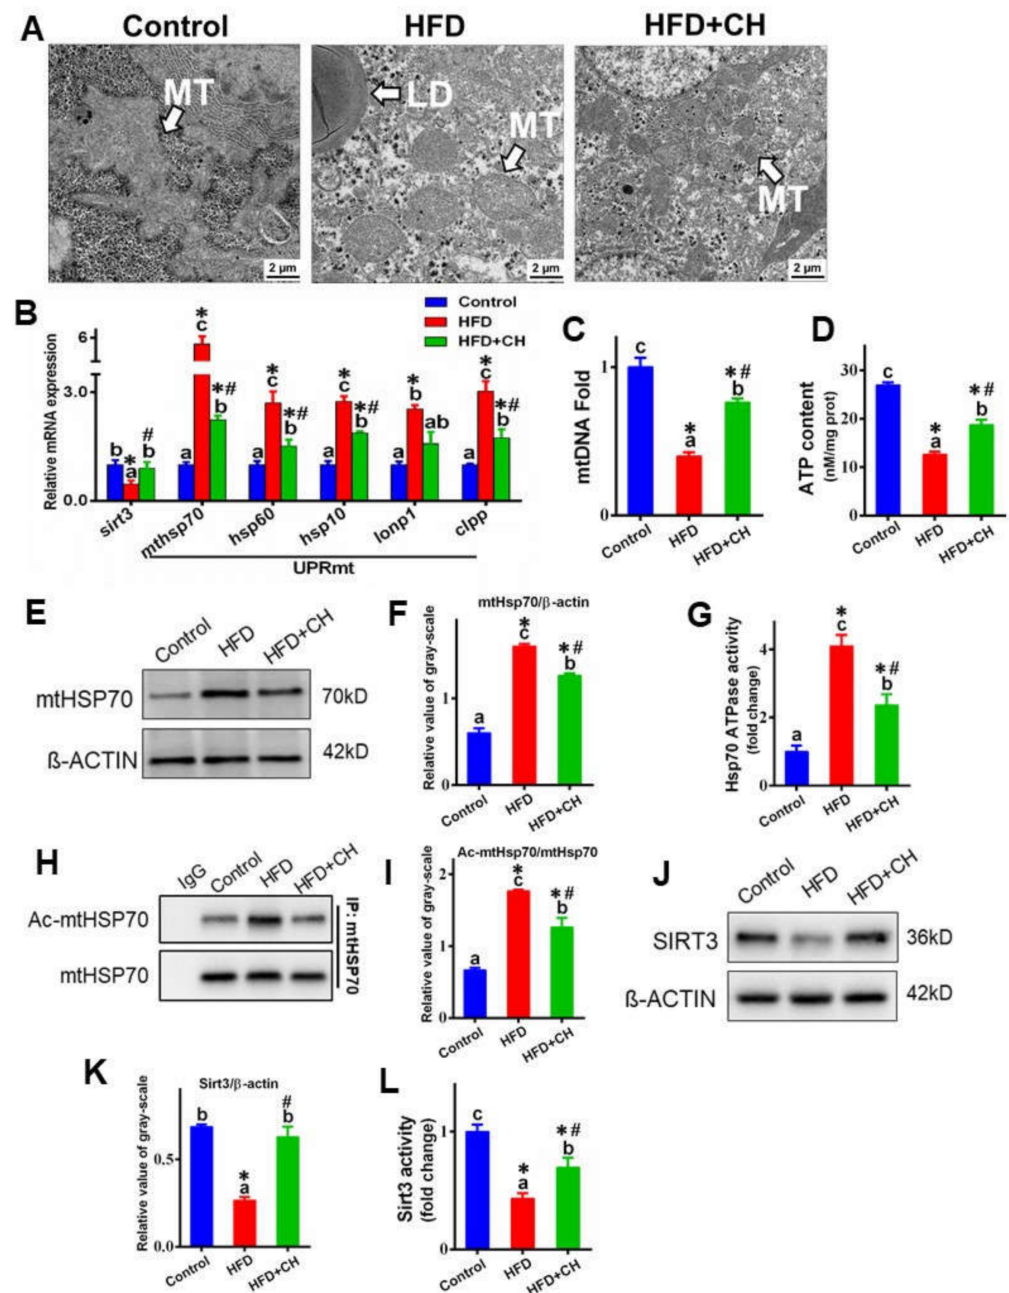 A
Control
HFD
HFD+CH
MT
LD
MT
MT
2 μm
2 μm
2 μm
B
Control
HFD
HFD+CH
Relative mRNA expression
6
3.0
0.0
b
*
a
#
b
a
*
c
*#
b
a
*
c
*#
b
a
*
c
*#
b
a
*
b
ab
a
*
c
*#
b
sirt3
mthsp70
hsp60
hsp10
lonp1
clpp
UPRmt
C
mtDNA Fold
1
0
c
*
a
*#
b
Control
HFD
HFD+CH
D
ATP content
(nM/mg prot)
30
20
10
0
c
*
a
*#
b
Control
HFD
HFD+CH
E
Control
HFD
HFD+CH
mtHSP70
70kD
ß-ACTIN
42kD
F
mtHsp70/β-actin
Relative value of gray-scale
1
0
a
*
c
*#
b
Control
HFD
HFD+CH
G
Hsp70 ATPase activity
(fold change)
4
2
0
a
*
c
*#
b
Control
HFD
HFD+CH
H
IgG
Control
HFD
HFD+CH
Ac-mtHSP70
mtHSP70
IP: mtHSP70
I
Ac-mtHsp70/mtHsp70
Relative value of gray-scale
2
1
0
a
*
c
*#
b
Control
HFD
HFD+CH
J
Control
HFD
HFD+CH
SIRT3
36kD
ß-ACTIN
42kD
K
Sirt3/β-actin
Relative value of gray-scale
0.5
0.0
b
*
a
#
b
Control
HFD
HFD+CH
L
Sirt3 activity
(fold change)
1
0
c
*
a
*#
b
Control
HFD
HFD+CH